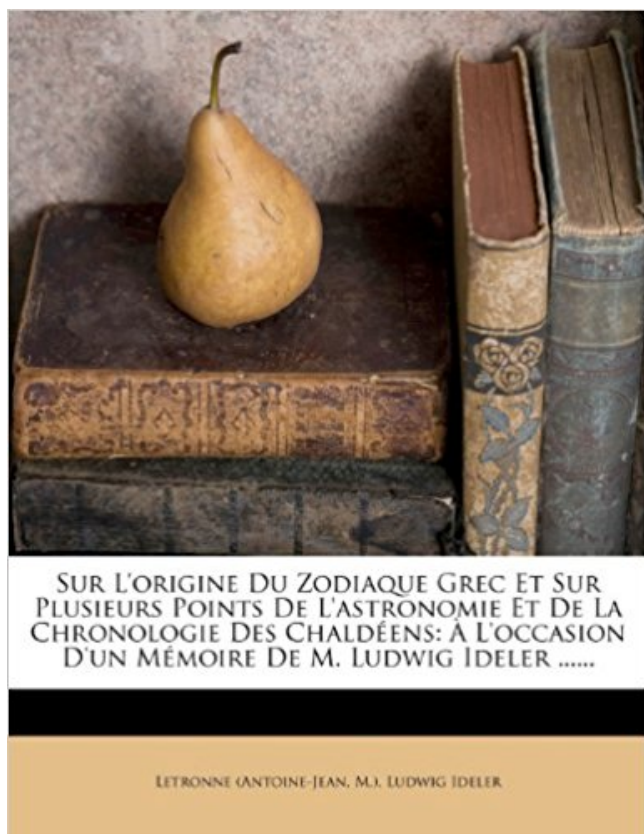 Sur L'origine Du Zodiaque Grec Et Sur
Plusieurs Points De L'astronomie Et De La
Chronologie Des Chaldéens: À L'occasion
D'un Mémoire De M. Ludwig Ideler ......
Letronne (Antoine-Jean, M.), Ludwig Ideler